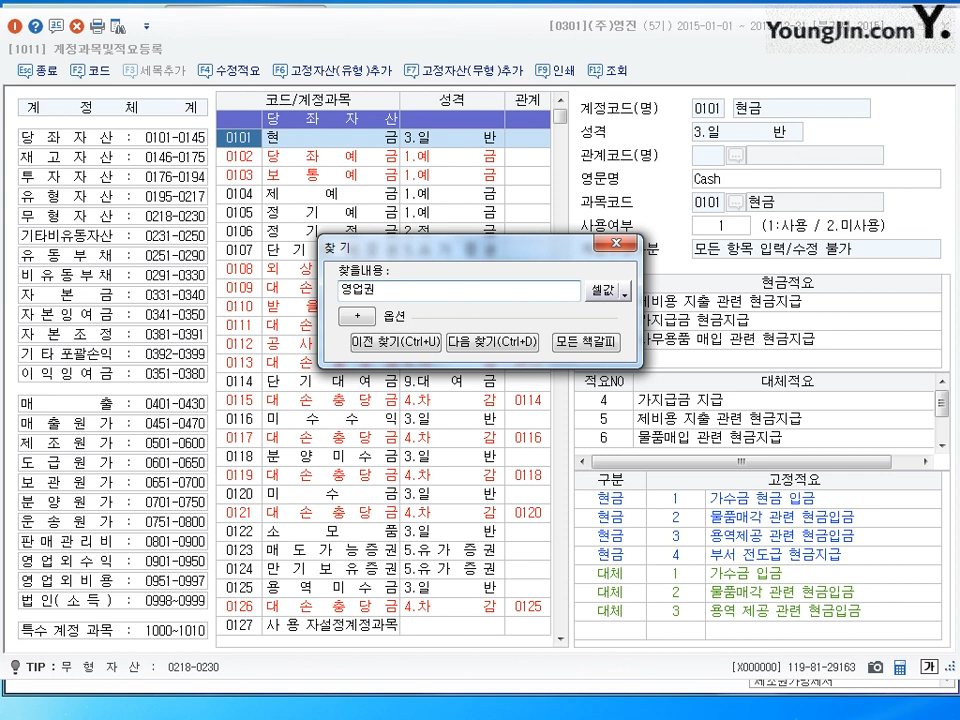 [0301](주)영진 (5기) 2015-01-01 ~ 20
YoungJin.com Y.
[1011] 계정과목및적요등록
Esc 종료 F2 코드 F3 세목추가 F4 수정적요 F6 고정자산(유형)추가 F7 고정자산(무형)추가 F9 인쇄 F12 조회
계 정 체 계
당 좌 자 산 : 0101-0145
재 고 자 산 : 0146-0175
투 자 자 산 : 0176-0194
유 형 자 산 : 0195-0217
무 형 자 산 : 0218-0230
기타비유동자산 : 0231-0250
유 동 부 채 : 0251-0290
비 유 동 부 채 : 0291-0330
자 본 금 : 0331-0340
자 본 잉 여 금 : 0341-0350
자 본 조 정 : 0381-0391
기 타 포괄손익 : 0392-0399
이 익 잉 여 금 : 0351-0380
매 출 : 0401-0430
매 출 원 가 : 0451-0470
제 조 원 가 : 0501-0600
도 급 원 가 : 0601-0650
보 관 원 가 : 0651-0700
분 양 원 가 : 0701-0750
운 송 원 가 : 0751-0800
판 매 관 리 비 : 0801-0900
영 업 외 수 익 : 0901-0950
영 업 외 비 용 : 0951-0997
법 인 ( 소 득 ) : 0998-0999
특수 계정 과목 : 1000~1010
코드/계정과목 성격 관계
당 좌 자 산
0101 현 금 3.일 반
0102 당 좌 예 금 1.예 금
0103 보 통 예 금 1.예 금
0104 제 예 금 1.예 금
0105 정 기 예 금 1.예 금
0106 정 기
0107 단 기
0108 외 상
0109 대 손
0110 받 을
0111 대 손
0112 공 사
0113 대 손
0114 단 기 대 여 금 9.대 여 금
0115 대 손 충 당 금 4.차 감 0114
0116 미 수 수 익 3.일 반
0117 대 손 충 당 금 4.차 감 0116
0118 분 양 미 수 금 3.일 반
0119 대 손 충 당 금 4.차 감 0118
0120 미 수 금 3.일 반
0121 대 손 충 당 금 4.차 감 0120
0122 소 모 품 3.일 반
0123 매 도 가 능 증 권 5.유 가 증 권
0124 만 기 보 유 증 권 5.유 가 증 권
0125 용 역 미 수 금 3.일 반
0126 대 손 충 당 금 4.차 감 0125
0127 사 용 자설정계정과목
찾 기
찾을내용:
영업권 셀값
+ 옵션
이전 찾기(Ctrl+U) 다음 찾기(Ctrl+D) 모든 책갈피
계정코드(명) 0101 현금
성격 3.일 반
관계코드(명)
영문명 Cash
과목코드 0101 현금
사용여부 1 (1:사용 / 2.미사용)
분 모든 항목 입력/수정 불가
현금적요
제비용 지출 관련 현금지급
가지급금 현금지급
사무용품 매입 관련 현금지급
적요NO 대체적요
4 가지급금 지급
5 제비용 지출 관련 현금지급
6 물품매입 관련 현금지급
구분 고정적요
현금 1 가수금 현금 입금
현금 2 물품매각 관련 현금입금
현금 3 용역제공 관련 현금입금
현금 4 부서 전도금 현금지급
대체 1 가수금 입금
대체 2 물품매각 관련 현금입금
대체 3 용역 제공 관련 현금입금
TIP : 무 형 자 산 : 0218-0230
[X000000] 119-81-29163 가